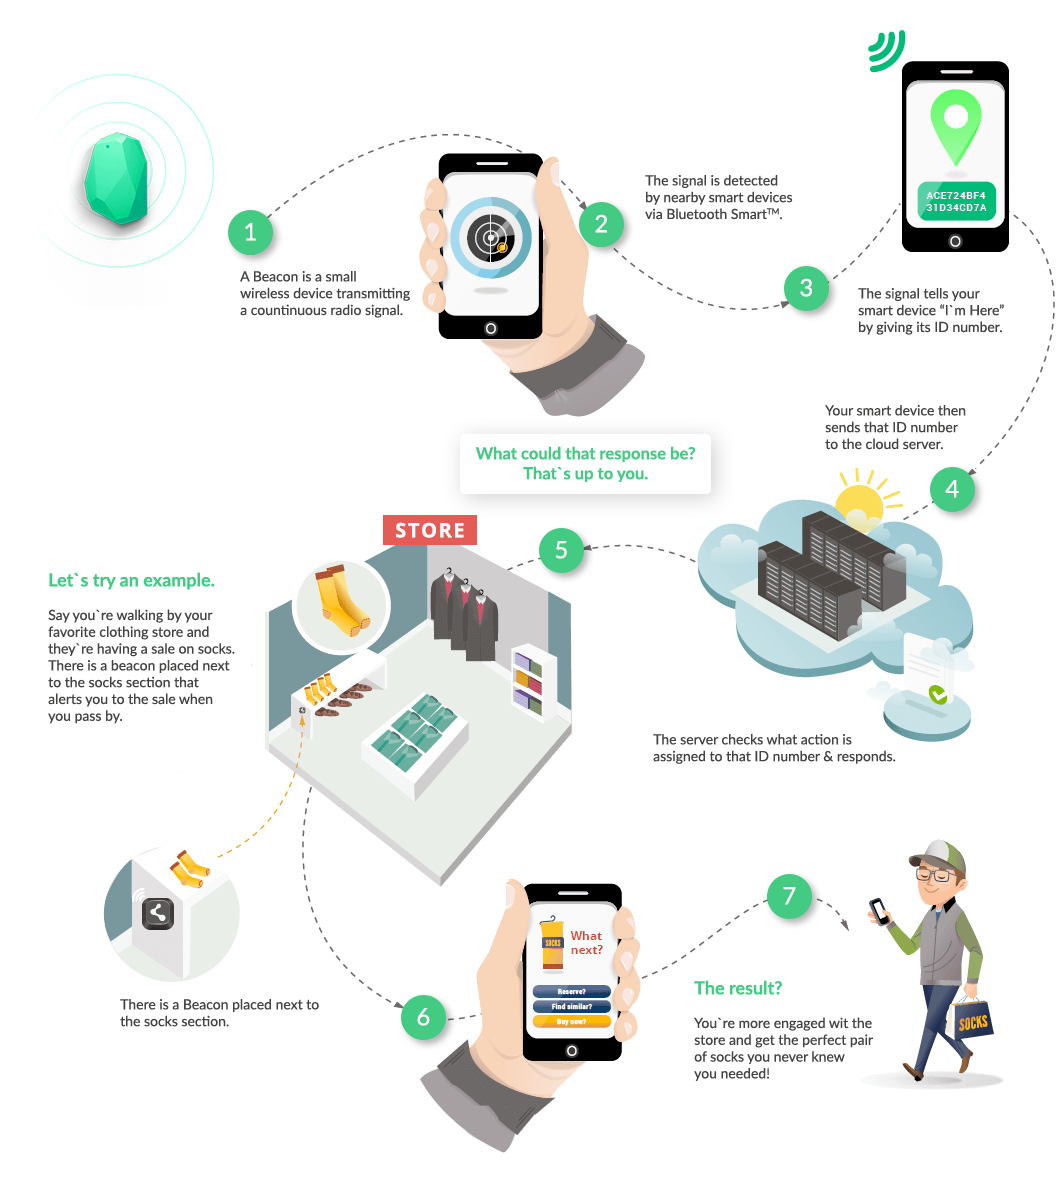 1
A Beacon is a small
wireless device transmitting
a countinuous radio signal.
2
The signal is detected
by nearby smart devices
via Bluetooth Smart™.
3
ACE724BF4
31D34CD7A
The signal tells your
smart device “I`m Here”
by giving its ID number.
Your smart device then
sends that ID number
to the cloud server.
4
The server checks what action is
assigned to that ID number & responds.
What could that response be?
That`s up to you.
5
STORE
Let`s try an example.
Say you`re walking by your
favorite clothing store and
they`re having a sale on socks.
There is a beacon placed next
to the socks section that
alerts you to the sale when
you pass by.
There is a Beacon placed next to
the socks section.
6
SOCKS
What
next?
Reserve?
Find similar?
Buy now?
7
The result?
You`re more engaged wit the
store and get the perfect pair
of socks you never knew
you needed!
SOCKS